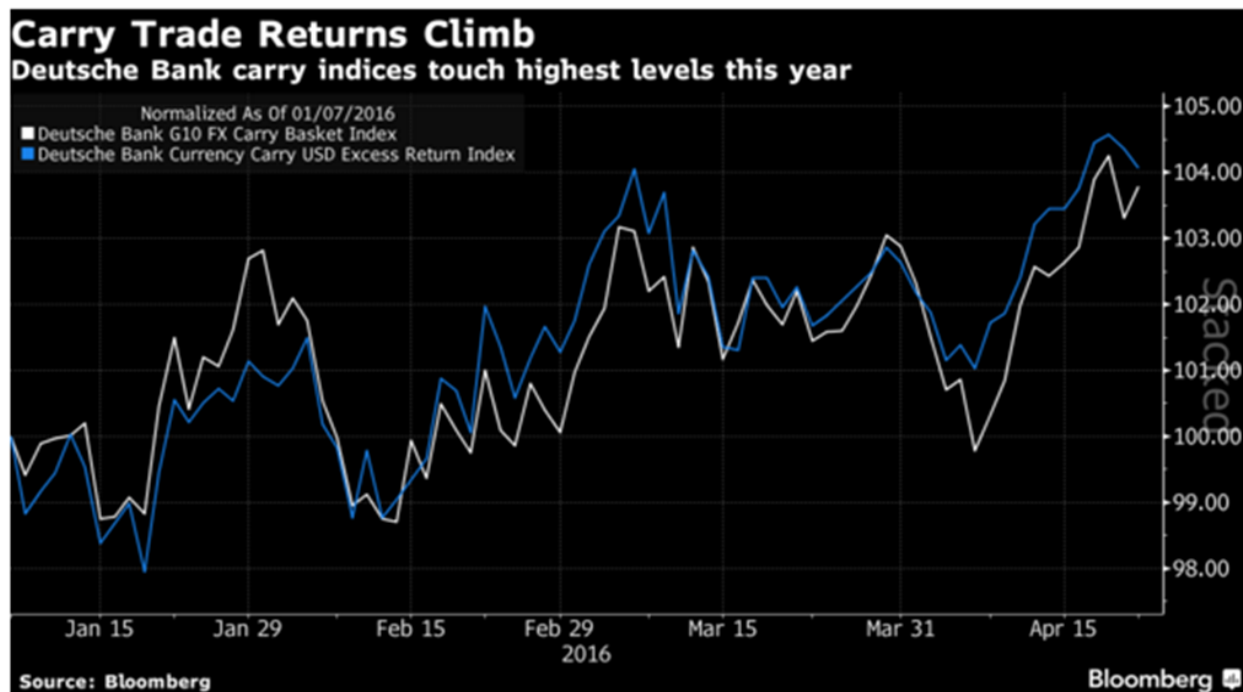 Carry Trade Returns Climb
Deutsche Bank carry indices touch highest levels this year
Normalized As Of 01/07/2016
Deutsche Bank G10 FX Carry Basket Index
Deutsche Bank Currency Carry USD Excess Return Index
105.00
104.00
103.00
102.00
101.00
100.00
99.00
98.00
Stacked
Jan 15 Jan 29 Feb 15 Feb 29 Mar 15 Mar 31 Apr 15
2016
Source: Bloomberg
Bloomberg